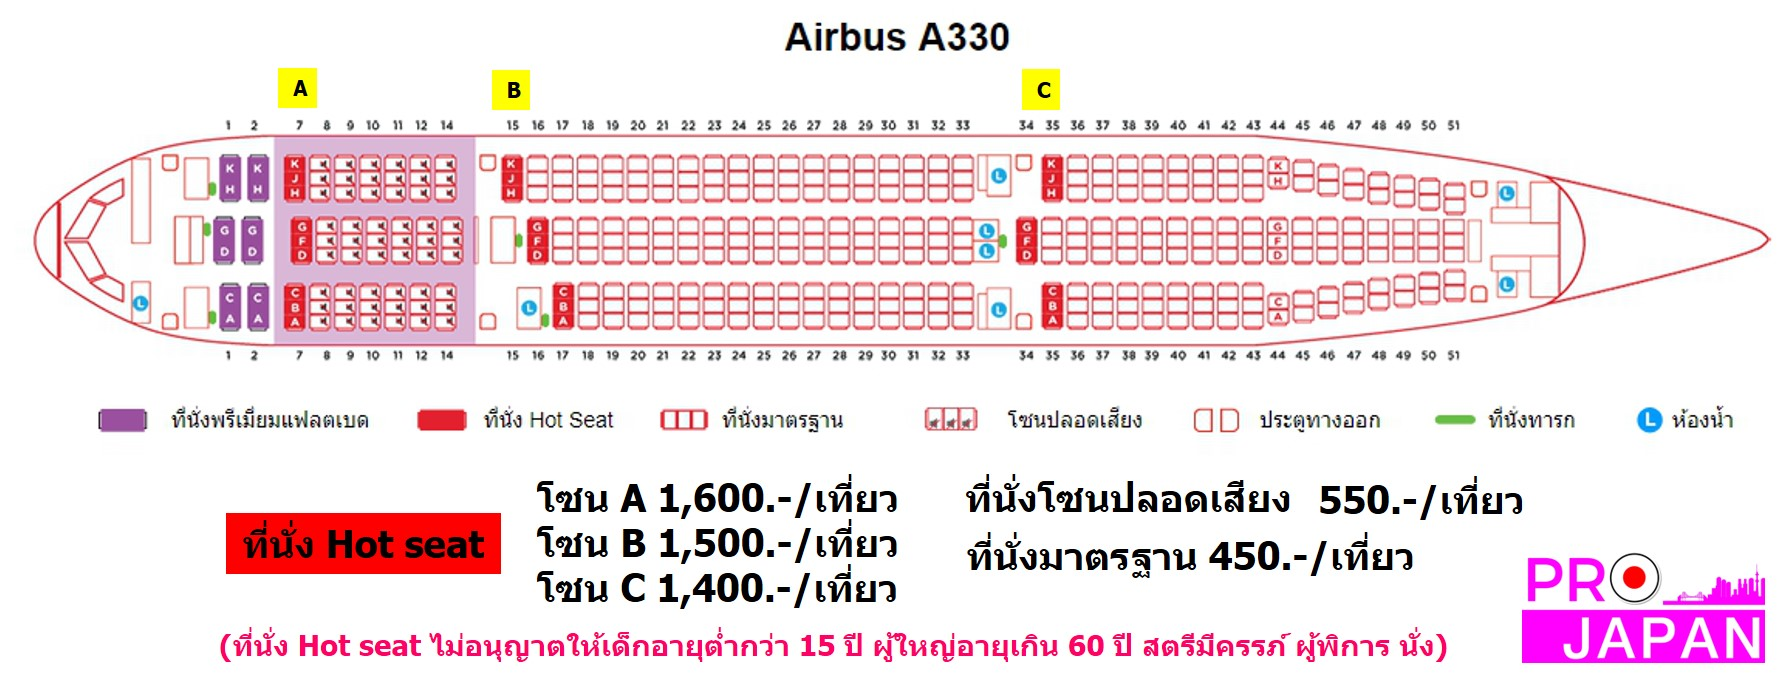 Airbus A330
A B C
1 2 7 8 9 10 11 12 14 15 16 17 18 19 20 21 22 23 24 25 26 27 28 29 30 31 32 33 34 35 36 37 38 39 40 41 42 43 44 45 46 47 48 49 50 51
K K K K K K
H H J J J H
H H H
L L
G G G G G G
D D F F F F
D D D D
L
L
C C C C C C
A A B B B A
A A A
L L L L
1 2 7 8 9 10 11 12 14 15 16 17 18 19 20 21 22 23 24 25 26 27 28 29 30 31 32 33 34 35 36 37 38 39 40 41 42 43 44 45 46 47 48 49 50 51
ที่นั่งพรีเมี่ยมแฟลตเบด ที่นั่ง Hot Seat ที่นั่งมาตรฐาน โซนปลอดเสียง ประตูทางออก ที่นั่งทารก L ห้องน้ำ
โซน A 1,600.-/เที่ยว ที่นั่งโซนปลอดเสียง 550.-/เที่ยว
ที่นั่ง Hot seat โซน B 1,500.-/เที่ยว ที่นั่งมาตรฐาน 450.-/เที่ยว
โซน C 1,400.-/เที่ยว
(ที่นั่ง Hot seat ไม่อนุญาตให้เด็กอายุต่ำกว่า 15 ปี ผู้ใหญ่อายุเกิน 60 ปี สตรีมีครรภ์ ผู้พิการ นั่ง)
PRO
JAPAN